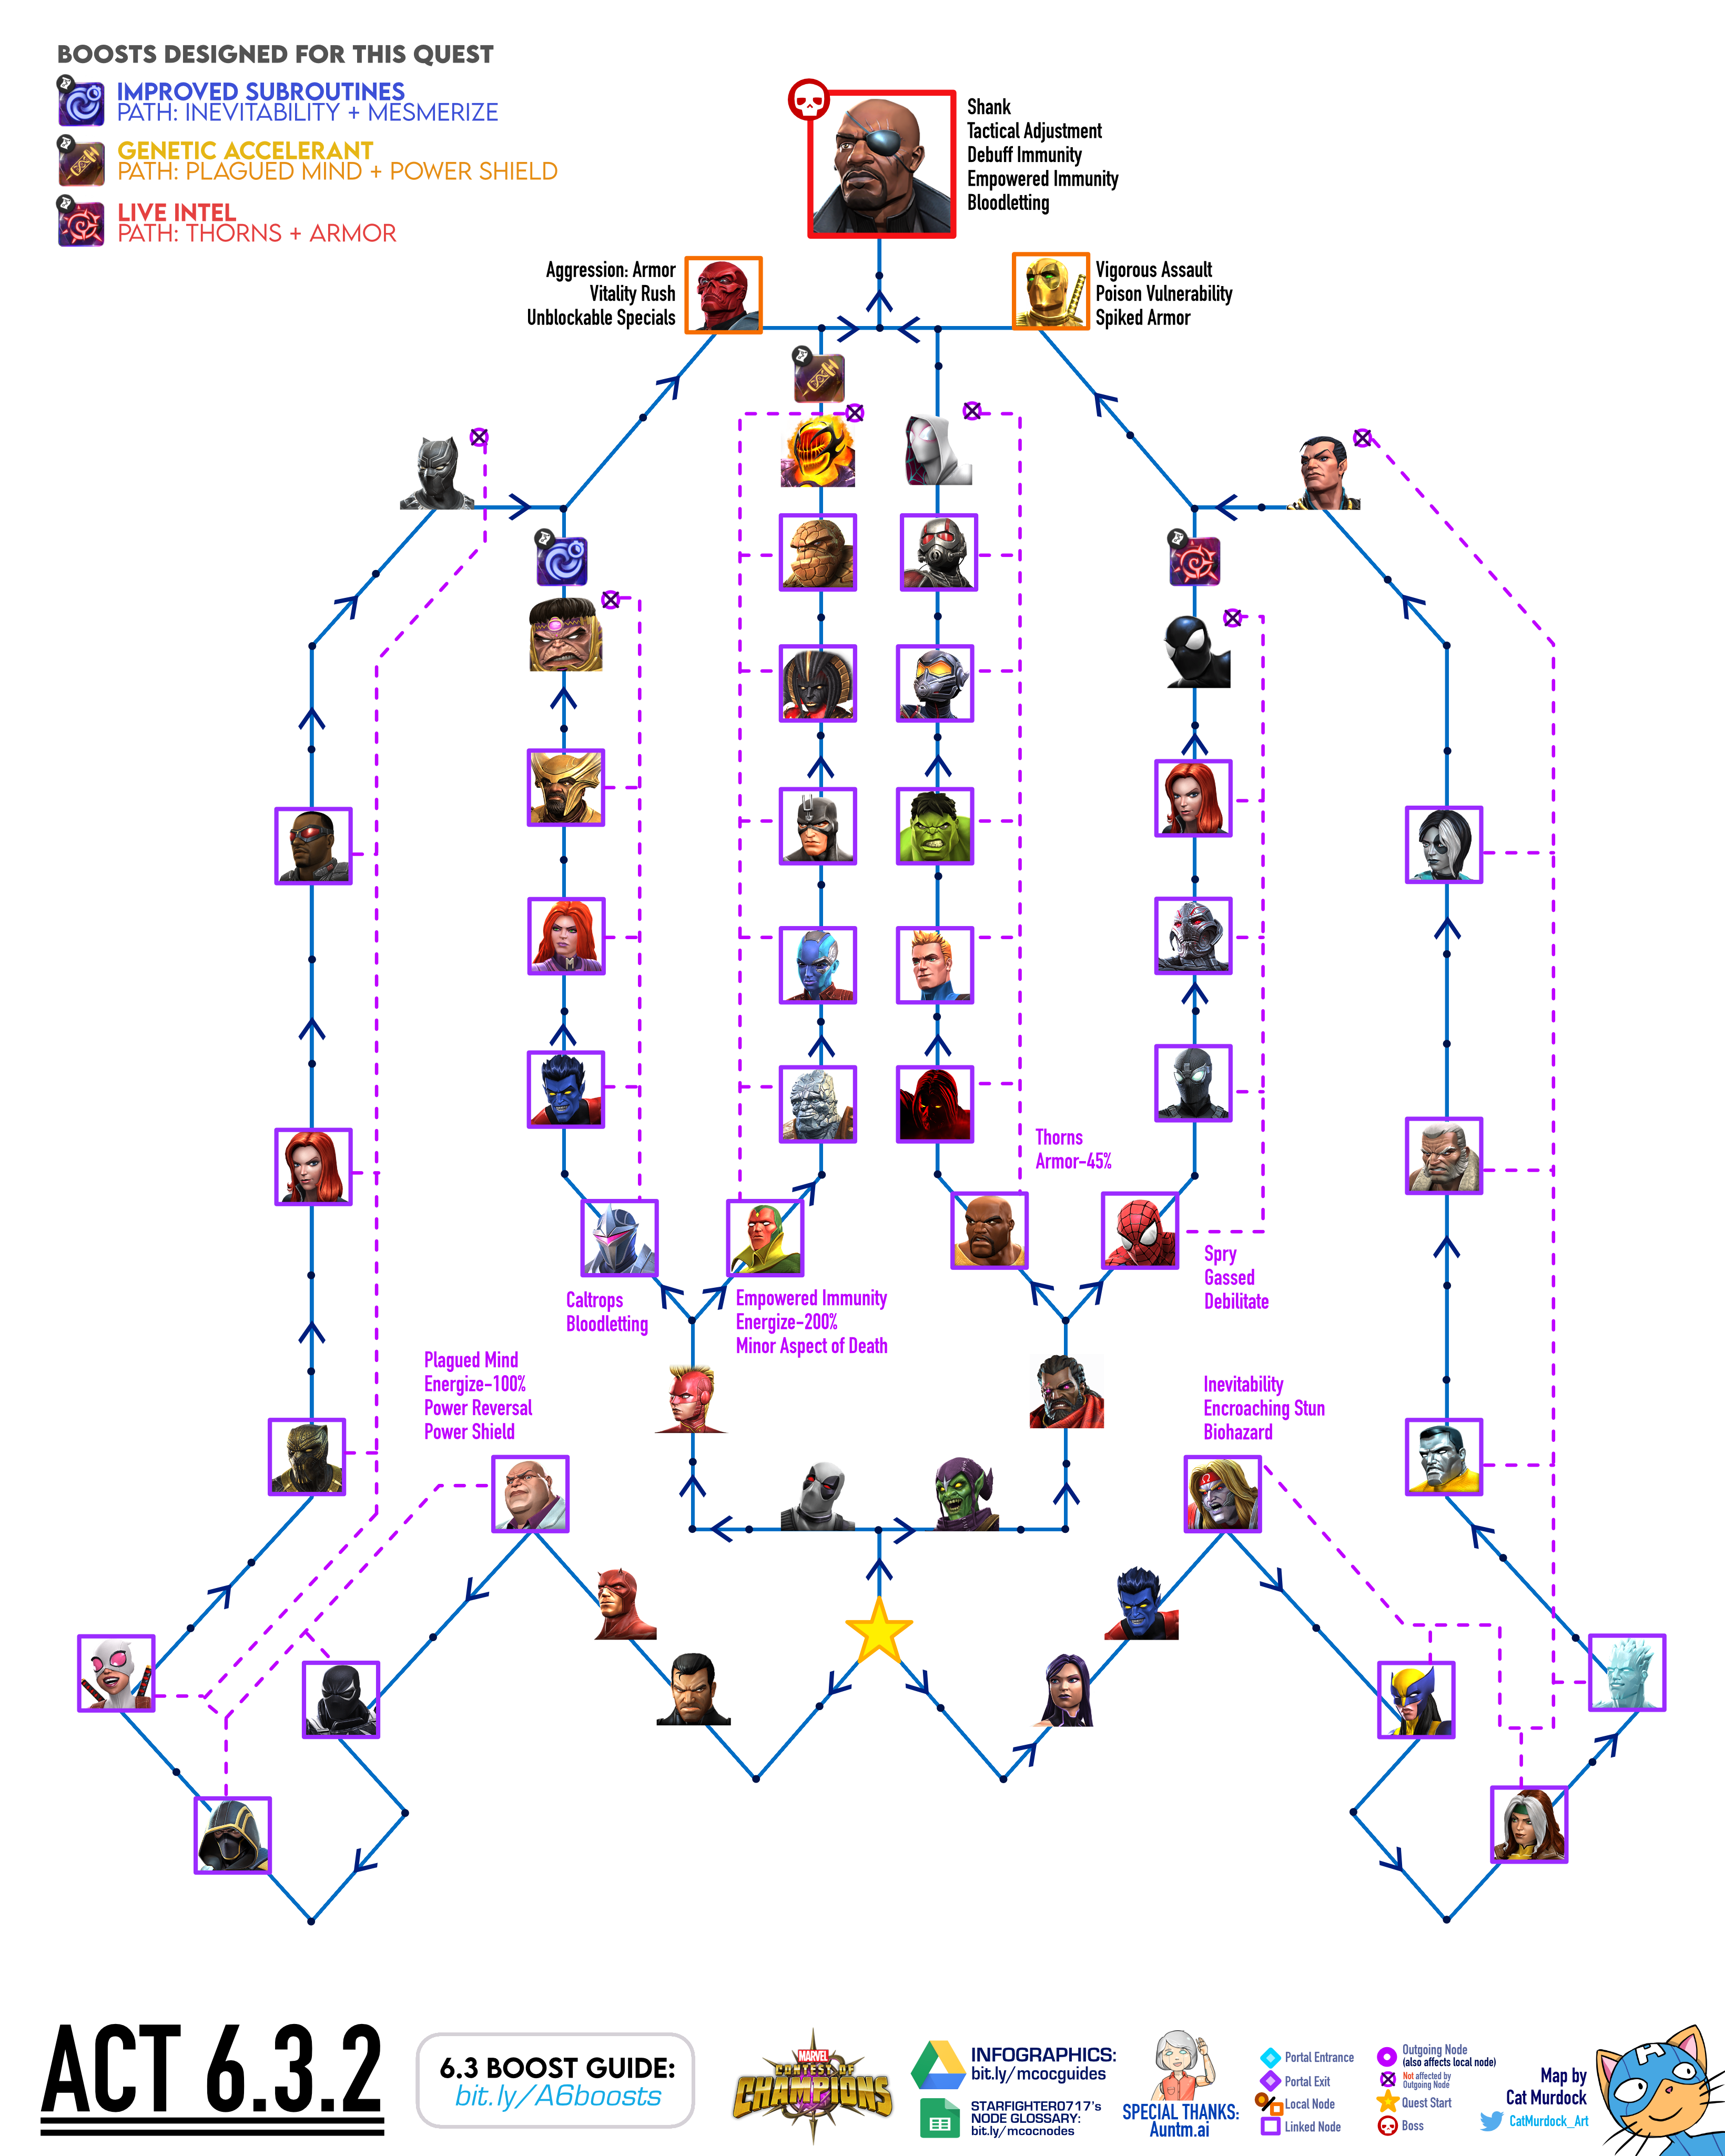 BOOSTS DESIGNED FOR THIS QUEST
IMPROVED SUBROUTINES
PATH: INEVITABILITY + MESMERIZE
GENETIC ACCELERANT
PATH: PLAGUED MIND + POWER SHIELD
LIVE INTEL
PATH: THORNS + ARMOR
Shank
Tactical Adjustment
Debuff Immunity
Empowered Immunity
Bloodletting
Aggression: Armor
Vitality Rush
Unblockable Specials
Vigorous Assault
Poison Vulnerability
Spiked Armor
Thorns
Armor-45%
Spry
Gassed
Debilitate
Caltrops
Bloodletting
Empowered Immunity
Energize-200%
Minor Aspect of Death
Plagued Mind
Energize-100%
Power Reversal
Power Shield
Inevitability
Encroaching Stun
Biohazard
ACT 6.3.2
6.3 BOOST GUIDE:
bit.ly/A6boosts
MARVEL
CONTEST OF
CHAMPIONS
INFOGRAPHICS:
bit.ly/mcocguides
STARFIGHTER0717's
NODE GLOSSARY:
bit.ly/mcocnodes
SPECIAL THANKS:
Auntm.ai
Portal Entrance
Portal Exit
Local Node
Linked Node
Outgoing Node
(also affects local node)
Not affected by
Outgoing Node
Quest Start
Boss
Map by
Cat Murdock
CatMurdock_Art